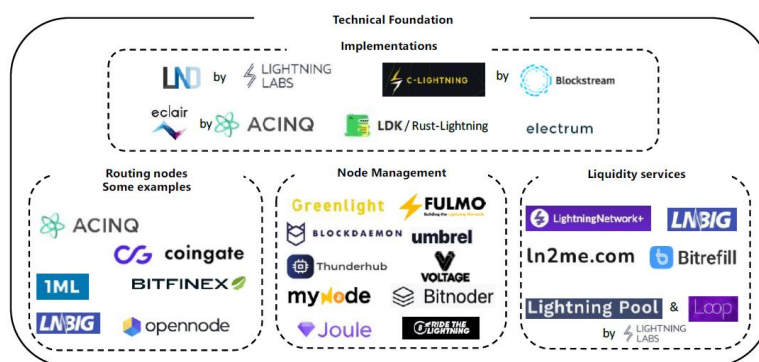 Technical Foundation
Implementations
LND by LIGHTNING LABS
C-LIGHTNING by Blockstream
eclair by ACINQ
LDK / Rust-Lightning
electrum
Routing nodes
Some examples
ACINQ
coingate
1ML
BITFINEX
LNBIG
opennode
Node Management
Greenlight
FULMO
Building the Lightning Network
BLOCKDAEMON
umbrel
Thunderhub
VOLTAGE
myNode
Bitnoder
Joule
RIDE THE LIGHTNING
Liquidity services
LightningNetwork+
LNBIG
ln2me.com
Bitrefill
Lightning Pool & Loop
by LIGHTNING LABS